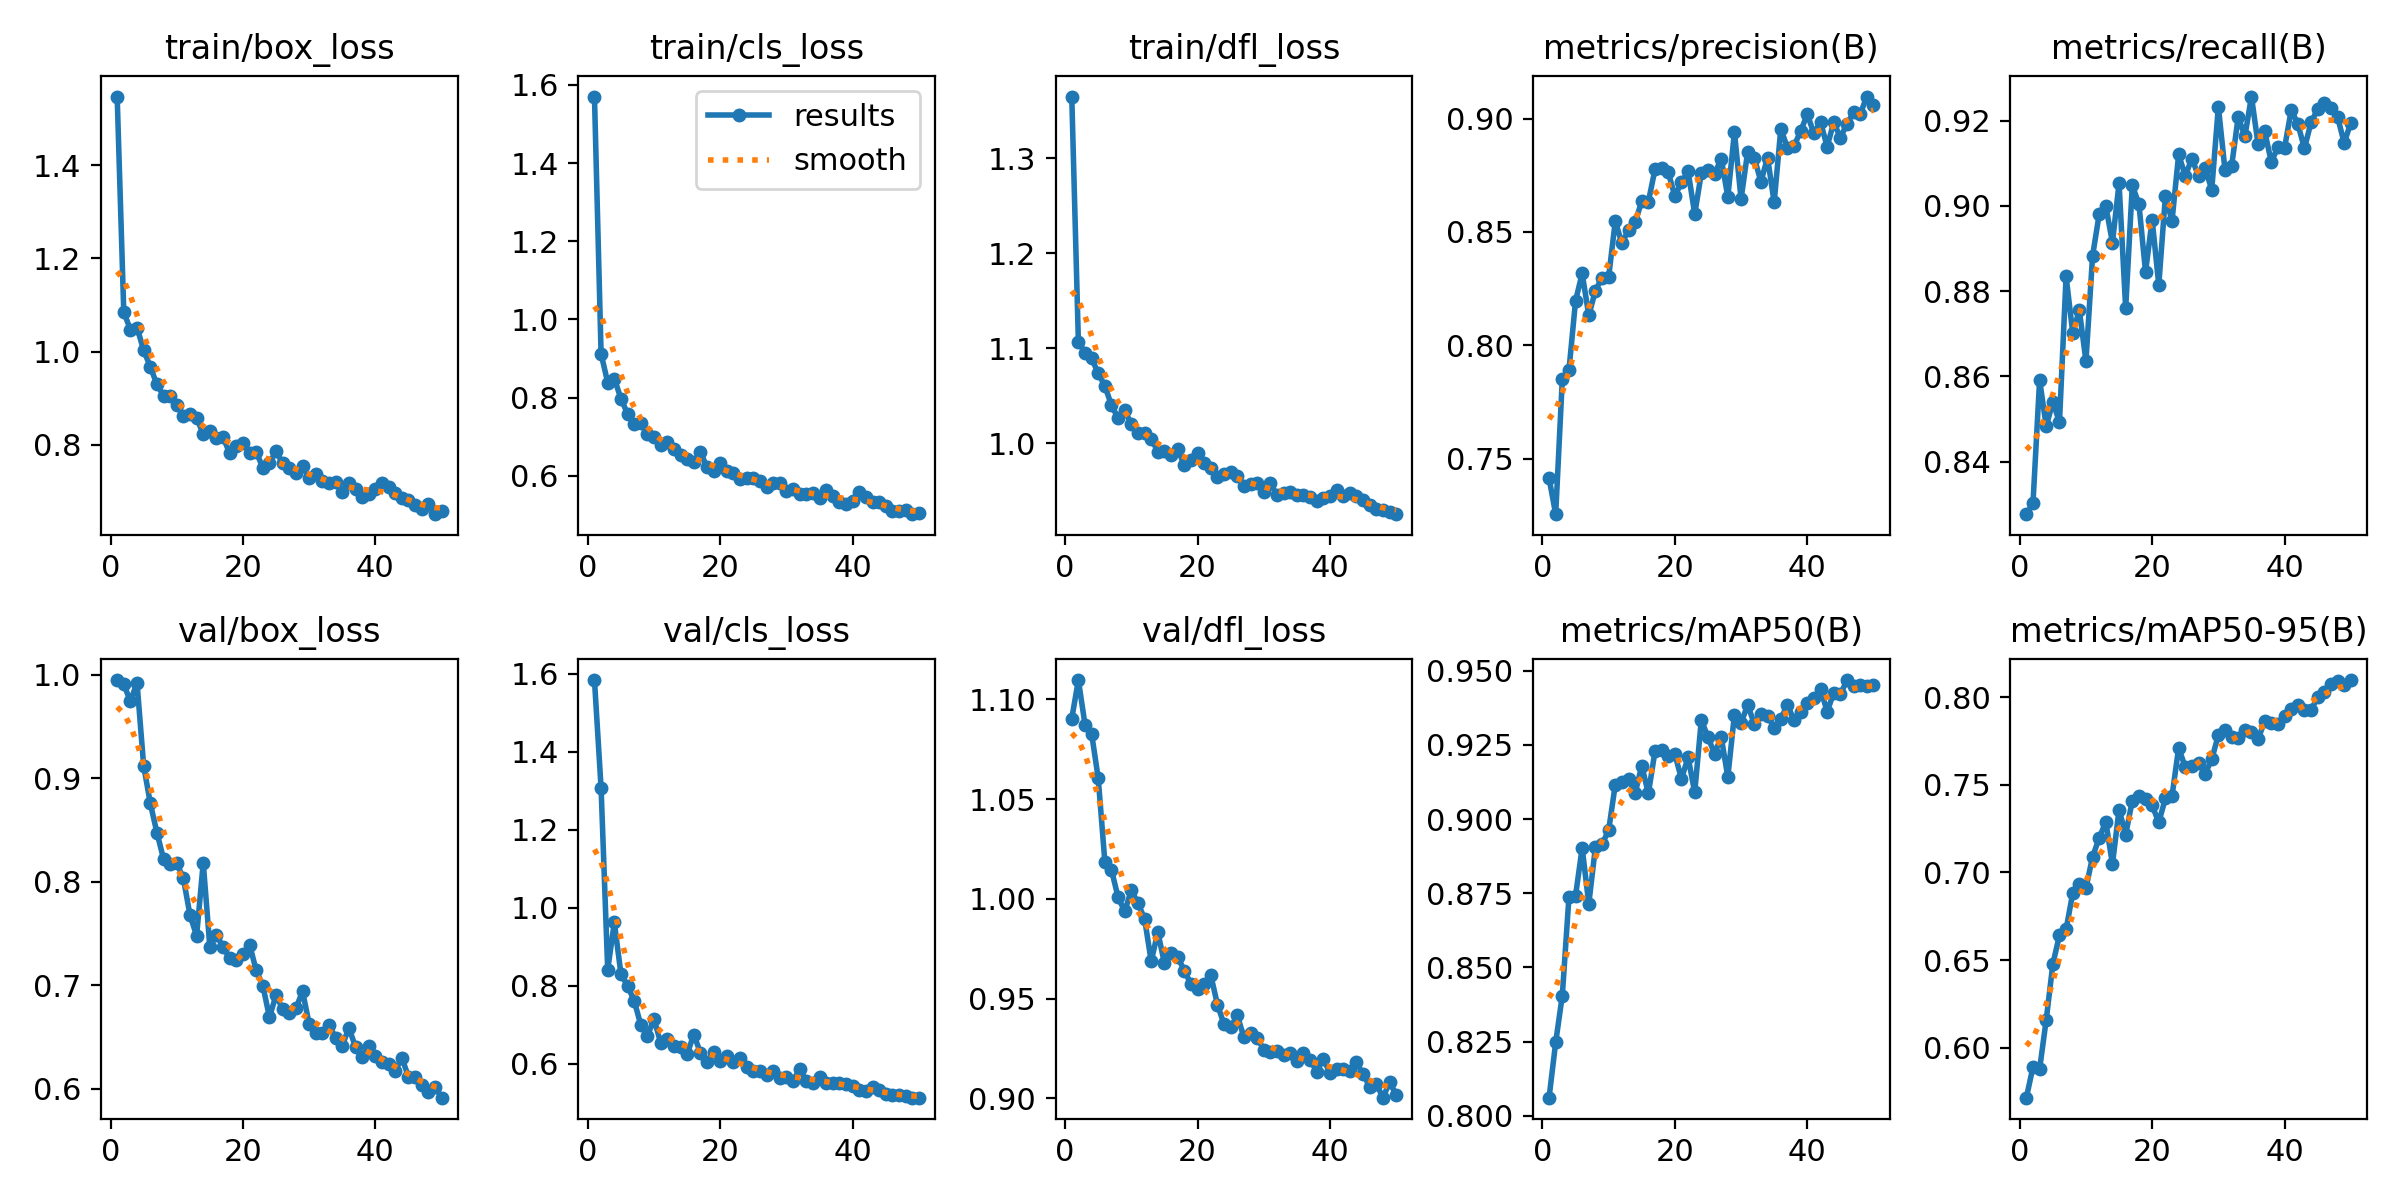 train/box_loss
train/cls_loss
train/dfl_loss
metrics/precision(B)
metrics/recall(B)
1.4
1.2
1.0
0.8
0 20 40
1.6
1.4
1.2
1.0
0.8
0.6
results
smooth
0 20 40
1.3
1.2
1.1
1.0
0 20 40
0.90
0.85
0.80
0.75
0 20 40
0.92
0.90
0.88
0.86
0.84
0 20 40
val/box_loss
val/cls_loss
val/dfl_loss
metrics/mAP50(B)
metrics/mAP50-95(B)
1.0
0.9
0.8
0.7
0.6
0 20 40
1.6
1.4
1.2
1.0
0.8
0.6
0 20 40
1.10
1.05
1.00
0.95
0.90
0 20 40
0.950
0.925
0.900
0.875
0.850
0.825
0.800
0 20 40
0.80
0.75
0.70
0.65
0.60
0 20 40